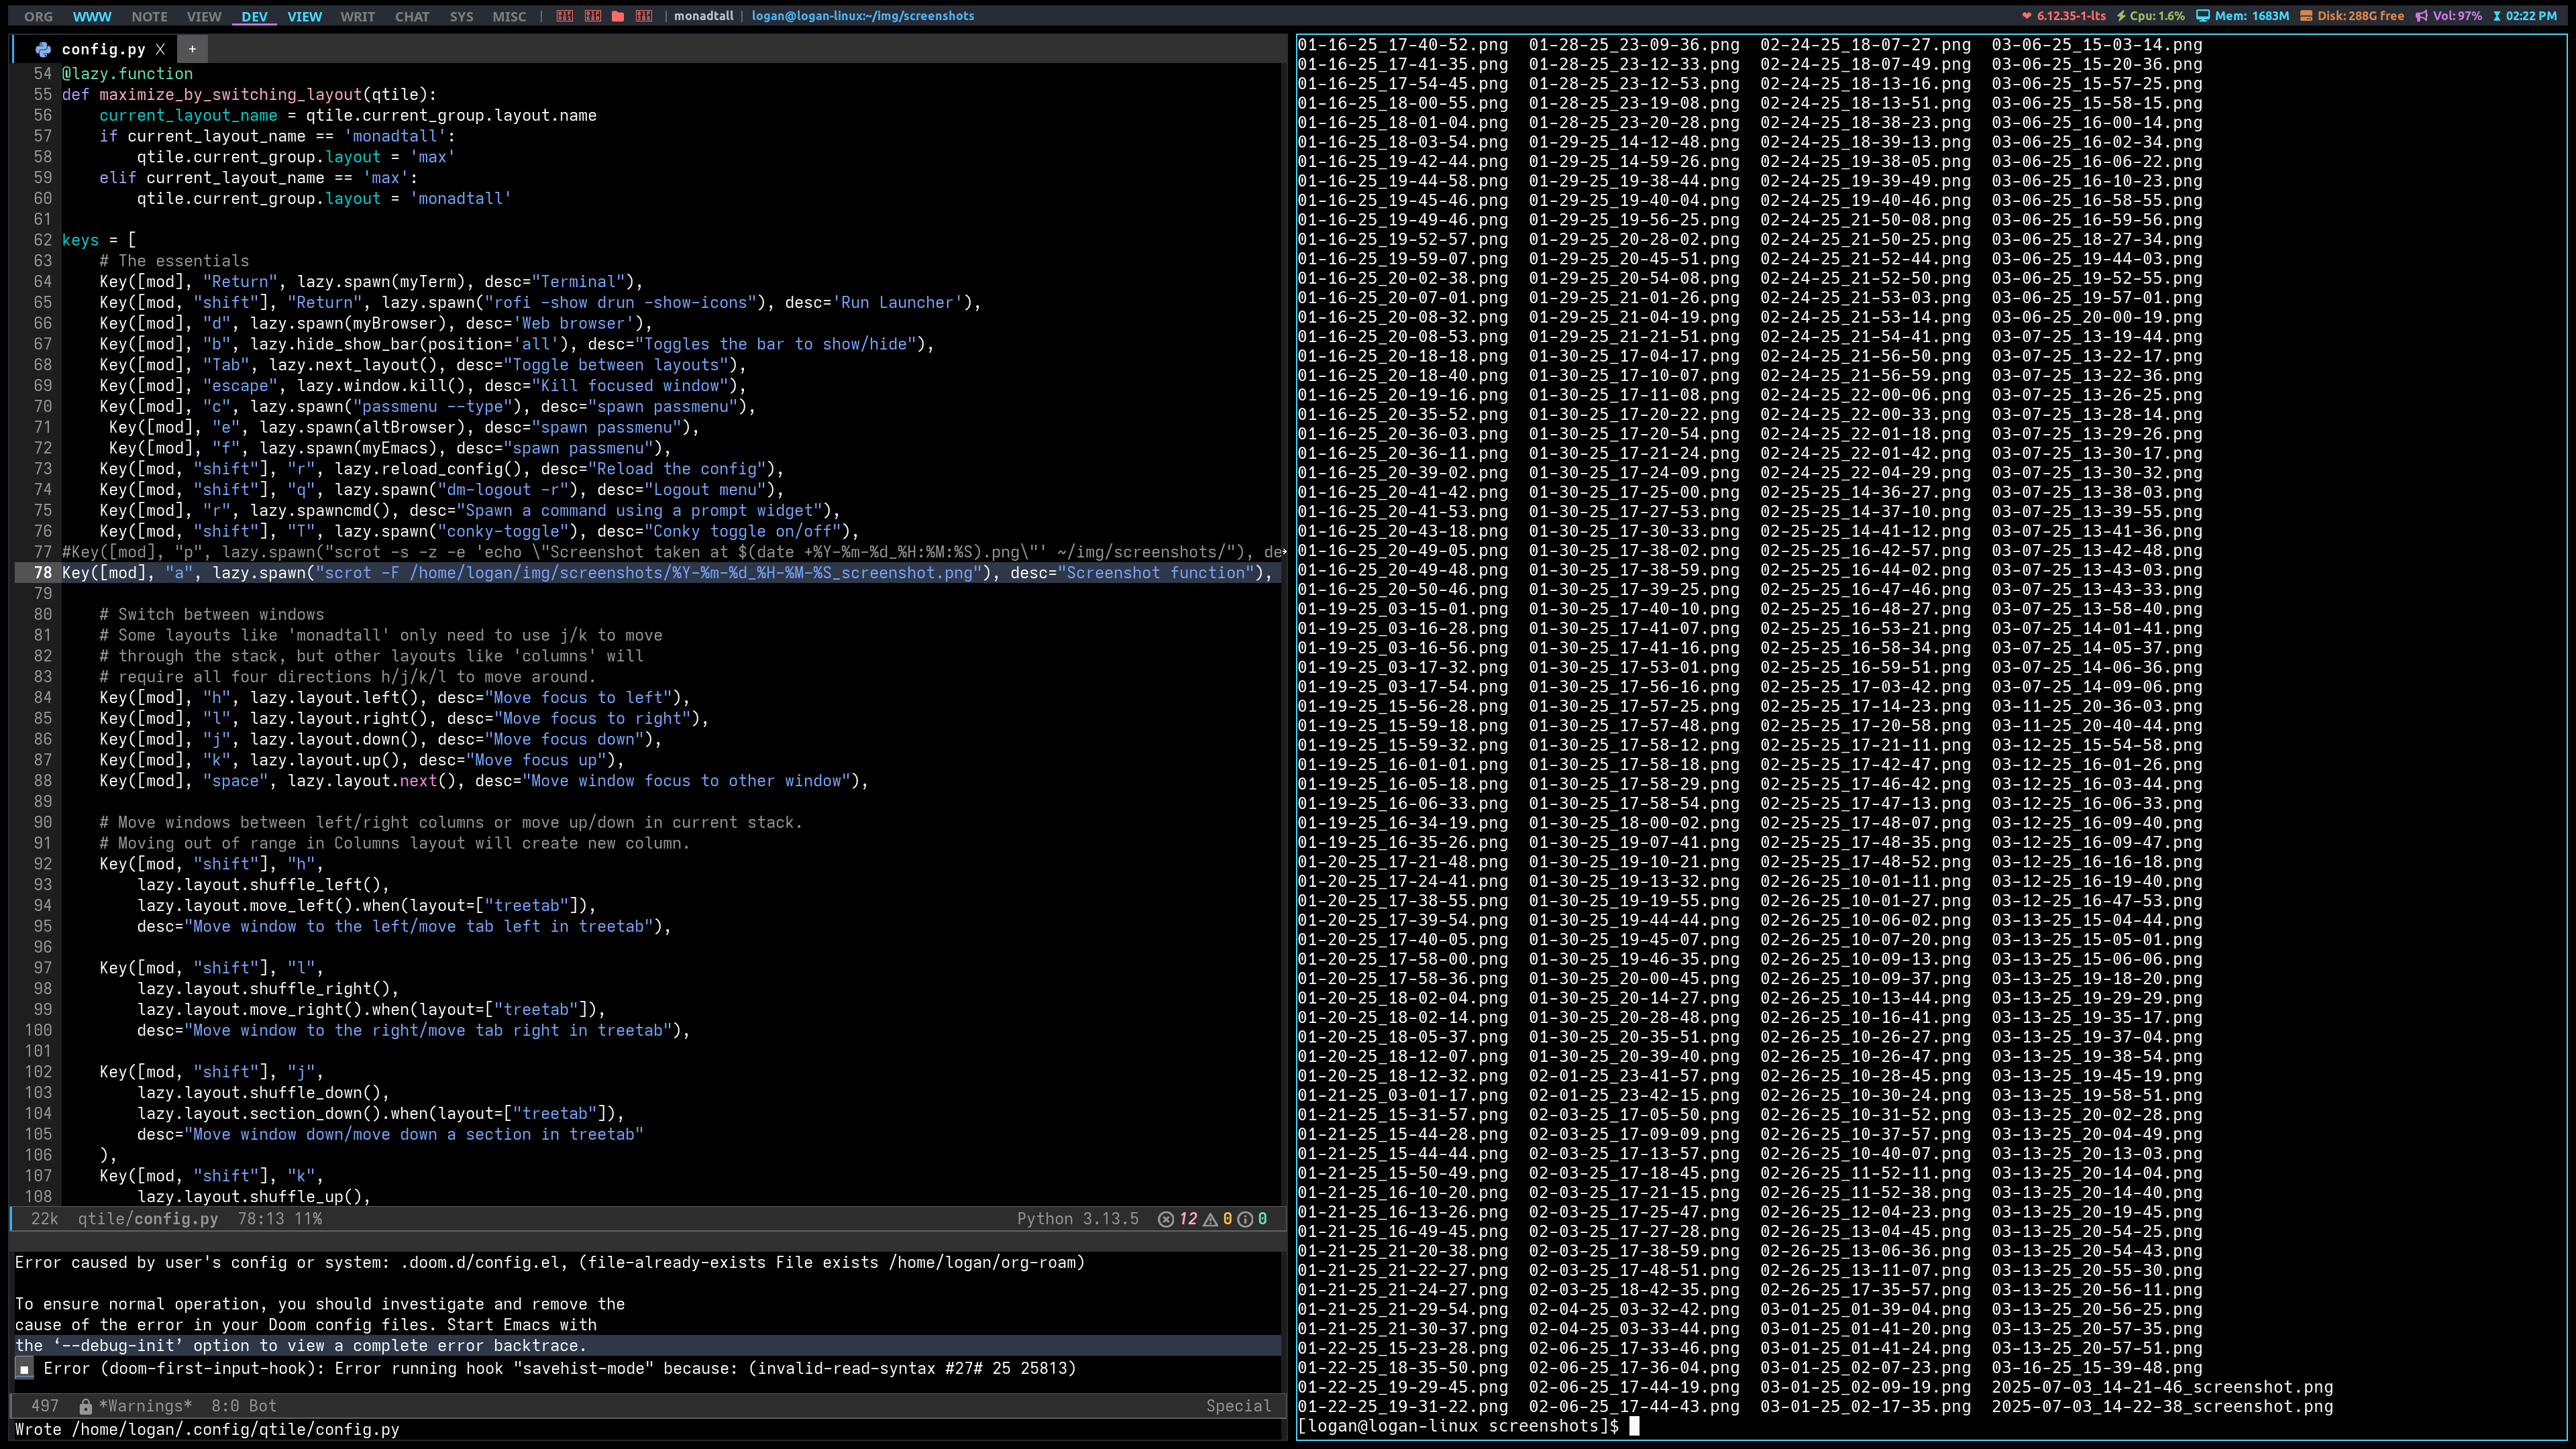 ORG WWW NOTE VIEW DEV VIEW WRIT CHAT SYS MISC | | monadtall | logan@logan-linux:~/img/screenshots 6.12.35-1-lts Cpu: 1.6% Mem: 1683M Disk: 288G free Vol: 97% 02:22 PM
config.py X +
54 @lazy.function
55 def maximize_by_switching_layout(qtile):
56     current_layout_name = qtile.current_group.layout.name
57     if current_layout_name == 'monadtall':
58         qtile.current_group.layout = 'max'
59     elif current_layout_name == 'max':
60         qtile.current_group.layout = 'monadtall'
61
62 keys = [
63     # The essentials
64     Key([mod], "Return", lazy.spawn(myTerm), desc="Terminal"),
65     Key([mod, "shift"], "Return", lazy.spawn("rofi -show drun -show-icons"), desc='Run Launcher'),
66     Key([mod], "d", lazy.spawn(myBrowser), desc='Web browser'),
67     Key([mod], "b", lazy.hide_show_bar(position='all'), desc="Toggles the bar to show/hide"),
68     Key([mod], "Tab", lazy.next_layout(), desc="Toggle between layouts"),
69     Key([mod], "escape", lazy.window.kill(), desc="Kill focused window"),
70     Key([mod], "c", lazy.spawn("passmenu --type"), desc="spawn passmenu"),
71      Key([mod], "e", lazy.spawn(altBrowser), desc="spawn passmenu"),
72      Key([mod], "f", lazy.spawn(myEmacs), desc="spawn passmenu"),
73     Key([mod, "shift"], "r", lazy.reload_config(), desc="Reload the config"),
74     Key([mod, "shift"], "q", lazy.spawn("dm-logout -r"), desc="Logout menu"),
75     Key([mod], "r", lazy.spawncmd(), desc="Spawn a command using a prompt widget"),
76     Key([mod, "shift"], "T", lazy.spawn("conky-toggle"), desc="Conky toggle on/off"),
77 #Key([mod], "p", lazy.spawn("scrot -s -z -e 'echo \"Screenshot taken at $(date +%Y-%m-%d_%H:%M:%S).png\"' ~/img/screenshots/"), de
78 Key([mod], "a", lazy.spawn("scrot -F /home/logan/img/screenshots/%Y-%m-%d_%H-%M-%S_screenshot.png"), desc="Screenshot function"),
79
80     # Switch between windows
81     # Some layouts like 'monadtall' only need to use j/k to move
82     # through the stack, but other layouts like 'columns' will
83     # require all four directions h/j/k/l to move around.
84     Key([mod], "h", lazy.layout.left(), desc="Move focus to left"),
85     Key([mod], "l", lazy.layout.right(), desc="Move focus to right"),
86     Key([mod], "j", lazy.layout.down(), desc="Move focus down"),
87     Key([mod], "k", lazy.layout.up(), desc="Move focus up"),
88     Key([mod], "space", lazy.layout.next(), desc="Move window focus to other window"),
89
90     # Move windows between left/right columns or move up/down in current stack.
91     # Moving out of range in Columns layout will create new column.
92     Key([mod, "shift"], "h",
93         lazy.layout.shuffle_left(),
94         lazy.layout.move_left().when(layout=["treetab"]),
95         desc="Move window to the left/move tab left in treetab"),
96
97     Key([mod, "shift"], "l",
98         lazy.layout.shuffle_right(),
99         lazy.layout.move_right().when(layout=["treetab"]),
100         desc="Move window to the right/move tab right in treetab"),
101
102     Key([mod, "shift"], "j",
103         lazy.layout.shuffle_down(),
104         lazy.layout.section_down().when(layout=["treetab"]),
105         desc="Move window down/move down a section in treetab"
106     ),
107     Key([mod, "shift"], "k",
108         lazy.layout.shuffle_up(),
22k qtile/config.py 78:13 11% Python 3.13.5 12 0 0
Error caused by user's config or system: .doom.d/config.el, (file-already-exists File exists /home/logan/org-roam)
To ensure normal operation, you should investigate and remove the
cause of the error in your Doom config files. Start Emacs with
the ‘--debug-init’ option to view a complete error backtrace.
■ Error (doom-first-input-hook): Error running hook "savehist-mode" because: (invalid-read-syntax #27# 25 25813)
497 *Warnings* 8:0 Bot Special
Wrote /home/logan/.config/qtile/config.py
01-16-25_17-40-52.png 01-28-25_23-09-36.png 02-24-25_18-07-27.png 03-06-25_15-03-14.png
01-16-25_17-41-35.png 01-28-25_23-12-33.png 02-24-25_18-07-49.png 03-06-25_15-20-36.png
01-16-25_17-54-45.png 01-28-25_23-12-53.png 02-24-25_18-13-16.png 03-06-25_15-57-25.png
01-16-25_18-00-55.png 01-28-25_23-19-08.png 02-24-25_18-13-51.png 03-06-25_15-58-15.png
01-16-25_18-01-04.png 01-28-25_23-20-28.png 02-24-25_18-38-23.png 03-06-25_16-00-14.png
01-16-25_18-03-54.png 01-29-25_14-12-48.png 02-24-25_18-39-13.png 03-06-25_16-02-34.png
01-16-25_19-42-44.png 01-29-25_14-59-26.png 02-24-25_19-38-05.png 03-06-25_16-06-22.png
01-16-25_19-44-58.png 01-29-25_19-38-44.png 02-24-25_19-39-49.png 03-06-25_16-10-23.png
01-16-25_19-45-46.png 01-29-25_19-40-04.png 02-24-25_19-40-46.png 03-06-25_16-58-55.png
01-16-25_19-49-46.png 01-29-25_19-56-25.png 02-24-25_21-50-08.png 03-06-25_16-59-56.png
01-16-25_19-52-57.png 01-29-25_20-28-02.png 02-24-25_21-50-25.png 03-06-25_18-27-34.png
01-16-25_19-59-07.png 01-29-25_20-45-51.png 02-24-25_21-52-44.png 03-06-25_19-44-03.png
01-16-25_20-02-38.png 01-29-25_20-54-08.png 02-24-25_21-52-50.png 03-06-25_19-52-55.png
01-16-25_20-07-01.png 01-29-25_21-01-26.png 02-24-25_21-53-03.png 03-06-25_19-57-01.png
01-16-25_20-08-32.png 01-29-25_21-04-19.png 02-24-25_21-53-14.png 03-06-25_20-00-19.png
01-16-25_20-08-53.png 01-29-25_21-21-51.png 02-24-25_21-54-41.png 03-07-25_13-19-44.png
01-16-25_20-18-18.png 01-30-25_17-04-17.png 02-24-25_21-56-50.png 03-07-25_13-22-17.png
01-16-25_20-18-40.png 01-30-25_17-10-07.png 02-24-25_21-56-59.png 03-07-25_13-22-36.png
01-16-25_20-19-16.png 01-30-25_17-11-08.png 02-24-25_22-00-06.png 03-07-25_13-26-25.png
01-16-25_20-35-52.png 01-30-25_17-20-22.png 02-24-25_22-00-33.png 03-07-25_13-28-14.png
01-16-25_20-36-03.png 01-30-25_17-20-54.png 02-24-25_22-01-18.png 03-07-25_13-29-26.png
01-16-25_20-36-11.png 01-30-25_17-21-24.png 02-24-25_22-01-42.png 03-07-25_13-30-17.png
01-16-25_20-39-02.png 01-30-25_17-24-09.png 02-24-25_22-04-29.png 03-07-25_13-30-32.png
01-16-25_20-41-42.png 01-30-25_17-25-00.png 02-25-25_14-36-27.png 03-07-25_13-38-03.png
01-16-25_20-41-53.png 01-30-25_17-27-53.png 02-25-25_14-37-10.png 03-07-25_13-39-55.png
01-16-25_20-43-18.png 01-30-25_17-30-33.png 02-25-25_14-41-12.png 03-07-25_13-41-36.png
01-16-25_20-49-05.png 01-30-25_17-38-02.png 02-25-25_16-42-57.png 03-07-25_13-42-48.png
01-16-25_20-49-48.png 01-30-25_17-38-59.png 02-25-25_16-44-02.png 03-07-25_13-43-03.png
01-16-25_20-50-46.png 01-30-25_17-39-25.png 02-25-25_16-47-46.png 03-07-25_13-43-33.png
01-19-25_03-15-01.png 01-30-25_17-40-10.png 02-25-25_16-48-27.png 03-07-25_13-58-40.png
01-19-25_03-16-28.png 01-30-25_17-41-07.png 02-25-25_16-53-21.png 03-07-25_14-01-41.png
01-19-25_03-16-56.png 01-30-25_17-41-16.png 02-25-25_16-58-34.png 03-07-25_14-05-37.png
01-19-25_03-17-32.png 01-30-25_17-53-01.png 02-25-25_16-59-51.png 03-07-25_14-06-36.png
01-19-25_03-17-54.png 01-30-25_17-56-16.png 02-25-25_17-03-42.png 03-07-25_14-09-06.png
01-19-25_15-56-28.png 01-30-25_17-57-25.png 02-25-25_17-14-23.png 03-11-25_20-36-03.png
01-19-25_15-59-18.png 01-30-25_17-57-48.png 02-25-25_17-20-58.png 03-11-25_20-40-44.png
01-19-25_15-59-32.png 01-30-25_17-58-12.png 02-25-25_17-21-11.png 03-12-25_15-54-58.png
01-19-25_16-01-01.png 01-30-25_17-58-18.png 02-25-25_17-42-47.png 03-12-25_16-01-26.png
01-19-25_16-05-18.png 01-30-25_17-58-29.png 02-25-25_17-46-42.png 03-12-25_16-03-44.png
01-19-25_16-06-33.png 01-30-25_17-58-54.png 02-25-25_17-47-13.png 03-12-25_16-06-33.png
01-19-25_16-34-19.png 01-30-25_18-00-02.png 02-25-25_17-48-07.png 03-12-25_16-09-40.png
01-19-25_16-35-26.png 01-30-25_19-07-41.png 02-25-25_17-48-35.png 03-12-25_16-09-47.png
01-20-25_17-21-48.png 01-30-25_19-10-21.png 02-25-25_17-48-52.png 03-12-25_16-16-18.png
01-20-25_17-24-41.png 01-30-25_19-13-32.png 02-26-25_10-01-11.png 03-12-25_16-19-40.png
01-20-25_17-38-55.png 01-30-25_19-19-55.png 02-26-25_10-01-27.png 03-12-25_16-47-53.png
01-20-25_17-39-54.png 01-30-25_19-44-44.png 02-26-25_10-06-02.png 03-13-25_15-04-44.png
01-20-25_17-40-05.png 01-30-25_19-45-07.png 02-26-25_10-07-20.png 03-13-25_15-05-01.png
01-20-25_17-58-00.png 01-30-25_19-46-35.png 02-26-25_10-09-13.png 03-13-25_15-06-06.png
01-20-25_17-58-36.png 01-30-25_20-00-45.png 02-26-25_10-09-37.png 03-13-25_19-18-20.png
01-20-25_18-02-04.png 01-30-25_20-14-27.png 02-26-25_10-13-44.png 03-13-25_19-29-29.png
01-20-25_18-02-14.png 01-30-25_20-28-48.png 02-26-25_10-16-41.png 03-13-25_19-35-17.png
01-20-25_18-05-37.png 01-30-25_20-35-51.png 02-26-25_10-26-27.png 03-13-25_19-37-04.png
01-20-25_18-12-07.png 01-30-25_20-39-40.png 02-26-25_10-26-47.png 03-13-25_19-38-54.png
01-20-25_18-12-32.png 02-01-25_23-41-57.png 02-26-25_10-28-45.png 03-13-25_19-45-19.png
01-21-25_03-01-17.png 02-01-25_23-42-15.png 02-26-25_10-30-24.png 03-13-25_19-58-51.png
01-21-25_15-31-57.png 02-03-25_17-05-50.png 02-26-25_10-31-52.png 03-13-25_20-02-28.png
01-21-25_15-44-28.png 02-03-25_17-09-09.png 02-26-25_10-37-57.png 03-13-25_20-04-49.png
01-21-25_15-44-44.png 02-03-25_17-13-57.png 02-26-25_10-40-07.png 03-13-25_20-13-03.png
01-21-25_15-50-49.png 02-03-25_17-18-45.png 02-26-25_11-52-11.png 03-13-25_20-14-04.png
01-21-25_16-10-20.png 02-03-25_17-21-15.png 02-26-25_11-52-38.png 03-13-25_20-14-40.png
01-21-25_16-13-26.png 02-03-25_17-25-47.png 02-26-25_12-04-23.png 03-13-25_20-19-45.png
01-21-25_16-49-45.png 02-03-25_17-27-28.png 02-26-25_13-04-45.png 03-13-25_20-54-25.png
01-21-25_21-20-38.png 02-03-25_17-38-59.png 02-26-25_13-06-36.png 03-13-25_20-54-43.png
01-21-25_21-22-27.png 02-03-25_17-48-51.png 02-26-25_13-11-07.png 03-13-25_20-55-30.png
01-21-25_21-24-27.png 02-03-25_18-42-35.png 02-26-25_17-35-57.png 03-13-25_20-56-11.png
01-21-25_21-29-54.png 02-04-25_03-32-42.png 03-01-25_01-39-04.png 03-13-25_20-56-25.png
01-21-25_21-30-37.png 02-04-25_03-33-44.png 03-01-25_01-41-20.png 03-13-25_20-57-35.png
01-22-25_15-23-28.png 02-06-25_17-33-46.png 03-01-25_01-41-24.png 03-13-25_20-57-51.png
01-22-25_18-35-50.png 02-06-25_17-36-04.png 03-01-25_02-07-23.png 03-16-25_15-39-48.png
01-22-25_19-29-45.png 02-06-25_17-44-19.png 03-01-25_02-09-19.png 2025-07-03_14-21-46_screenshot.png
01-22-25_19-31-22.png 02-06-25_17-44-43.png 03-01-25_02-17-35.png 2025-07-03_14-22-38_screenshot.png
[logan@logan-linux screenshots]$